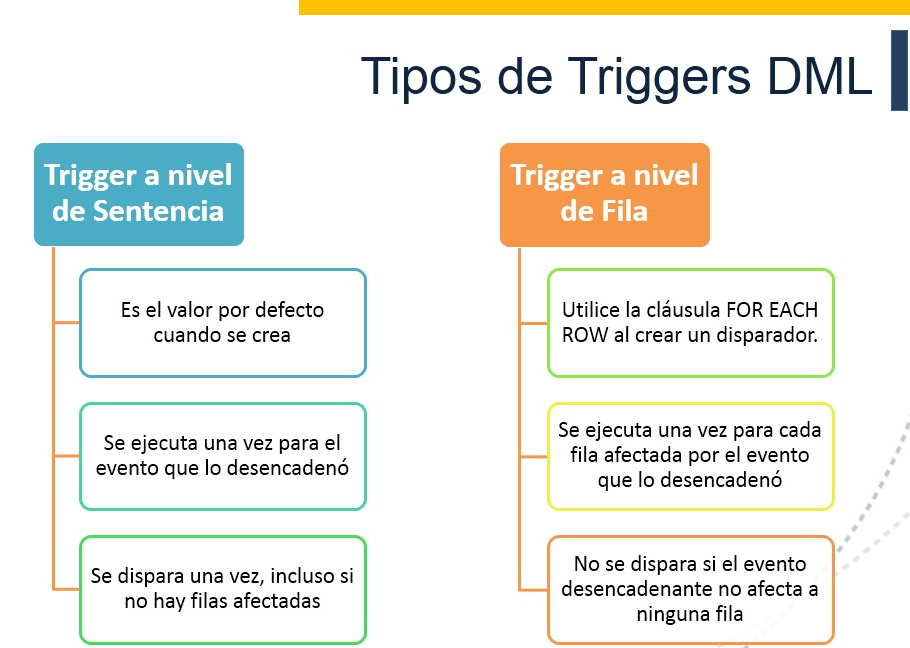 Tipos de Triggers DML
Trigger a nivel
de Sentencia
Es el valor por defecto
cuando se crea
Se ejecuta una vez para el
evento que lo desencadenó
Se dispara una vez, incluso si
no hay filas afectadas
Trigger a nivel
de Fila
Utilice la cláusula FOR EACH
ROW al crear un disparador.
Se ejecuta una vez para cada
fila afectada por el evento
que lo desencadenó
No se dispara si el evento
desencadenante no afecta a
ninguna fila